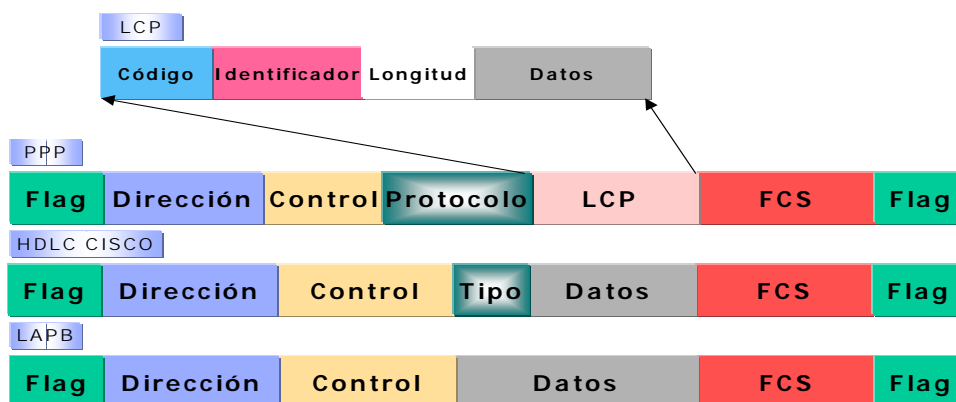 LCP
Código Identificador Longitud Datos
PPP
Flag Dirección Control Protocolo LCP FCS Flag
HDLC CISCO
Flag Dirección Control Tipo Datos FCS Flag
LAPB
Flag Dirección Control Datos FCS Flag